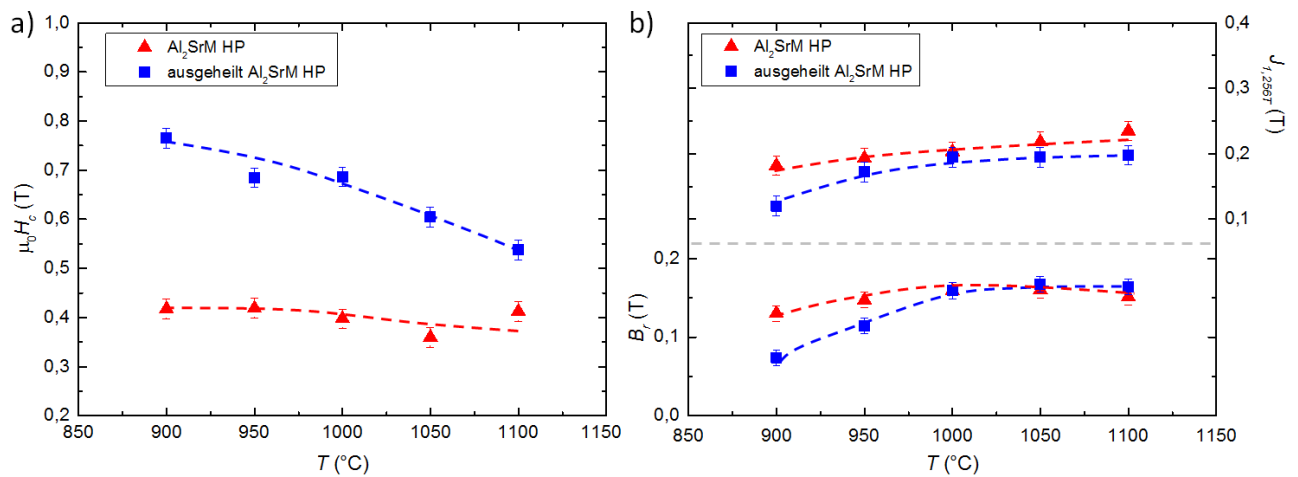 a)
1,0
0,9
0,8
0,7
0,6
0,5
0,4
0,3
0,2
μ₀H_c (T)
Al₂SrM HP
ausgeheilt Al₂SrM HP
850 900 950 1000 1050 1100 1150
T (°C)
b)
0,2
0,1
0,0
B_r (T)
Al₂SrM HP
ausgeheilt Al₂SrM HP
0,4
0,3
0,2
0,1
J_1,256T (T)
850 900 950 1000 1050 1100 1150
T (°C)